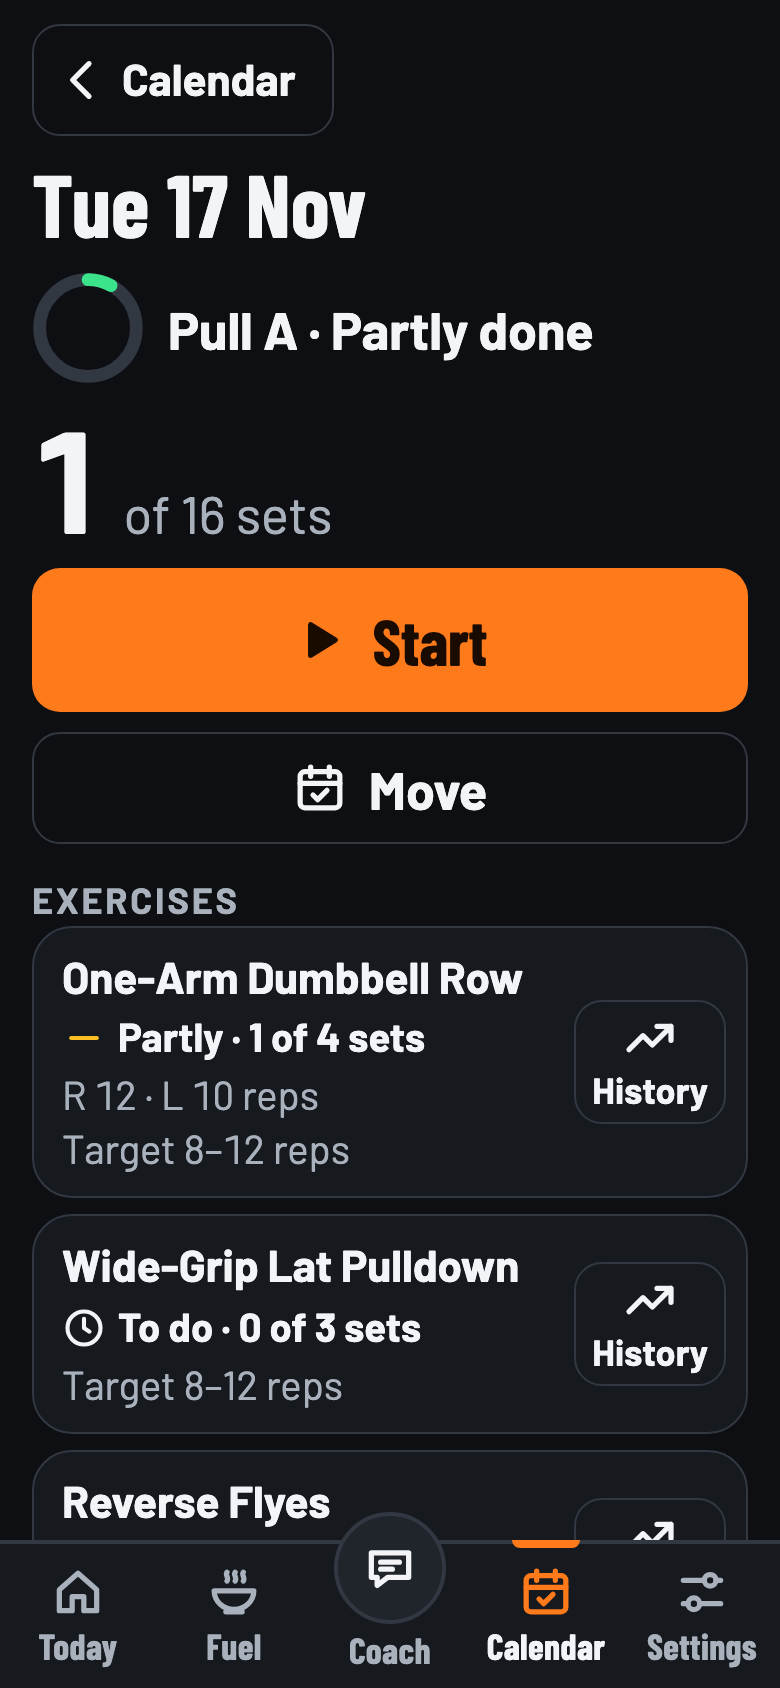 Calendar
Tue 17 Nov
Pull A · Partly done
1 of 16 sets
Start
Move
EXERCISES
One-Arm Dumbbell Row
Partly · 1 of 4 sets
R 12 · L 10 reps
Target 8–12 reps
History
Wide-Grip Lat Pulldown
To do · 0 of 3 sets
Target 8–12 reps
History
Reverse Flyes
Today
Fuel
Coach
Calendar
Settings